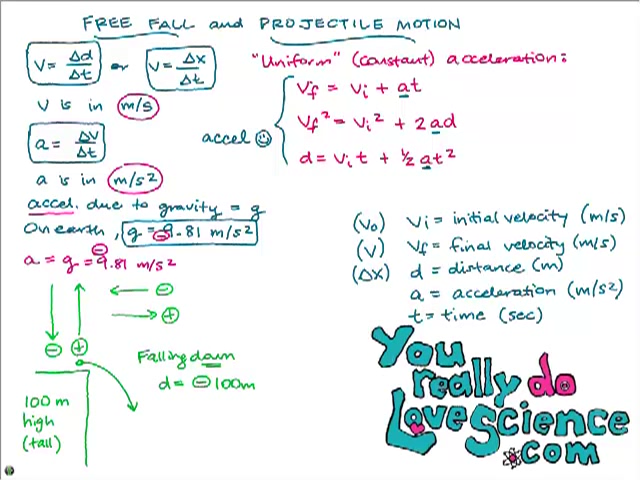 FREE FALL and PROJECTILE MOTION
V = Δd/Δt or V = Δx/Δt
V is in m/s
a = ΔV/Δt
a is in m/s²
accel. due to gravity = g
On earth, g = -9.81 m/s²
a = g = -9.81 m/s²
"Uniform" (constant) acceleration:
accel ☺
Vf = Vi + at
Vf² = Vi² + 2ad
d = Vit + ½at²
(Vo) Vi = initial velocity (m/s)
(V) Vf = final velocity (m/s)
(Δx) d = distance (m)
a = acceleration (m/s²)
t = time (sec)
← ⊖
→ ⊕
⊖ ⊕
Falling down
d = ⊖ 100m
100 m
high
(tall)
You
really do
Love Science
.com